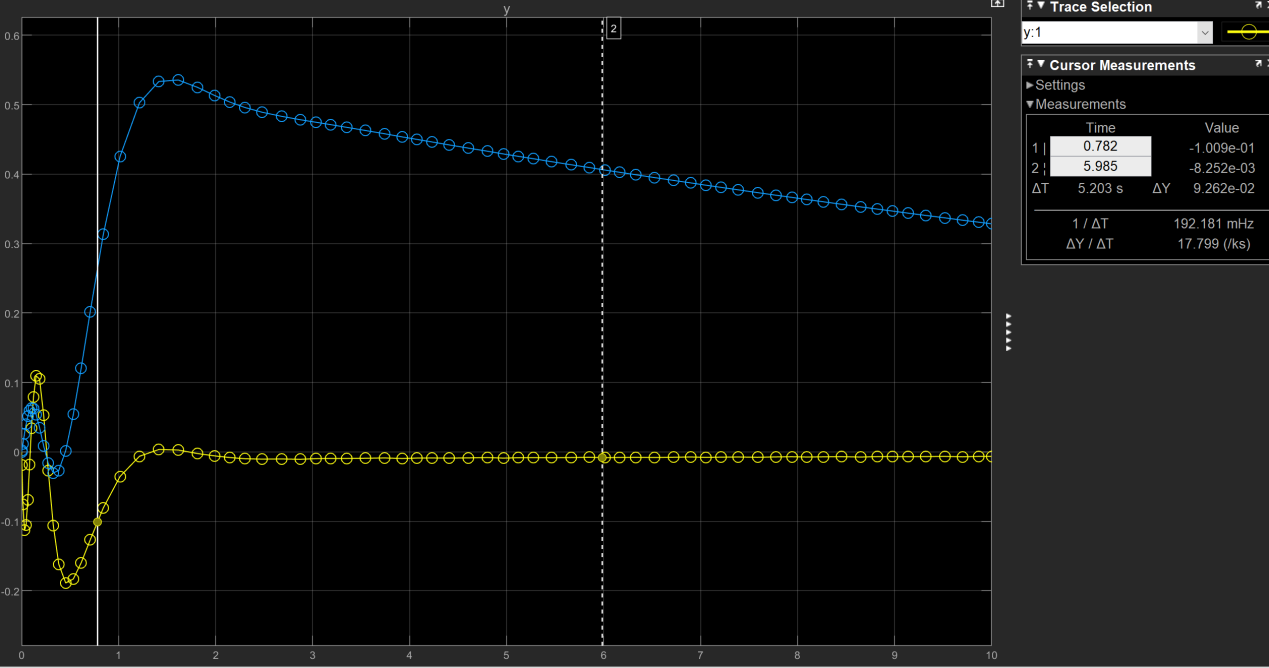 y
2
0.6
0.5
0.4
0.3
0.2
0.1
0
-0.1
-0.2
0 1 2 3 4 5 6 7 8 9 10
Trace Selection
y:1
Cursor Measurements
Settings
Measurements
Time Value
1 | 0.782 -1.009e-01
2 ¦ 5.985 -8.252e-03
ΔT 5.203 s ΔY 9.262e-02
1 / ΔT 192.181 mHz
ΔY / ΔT 17.799 (/ks)